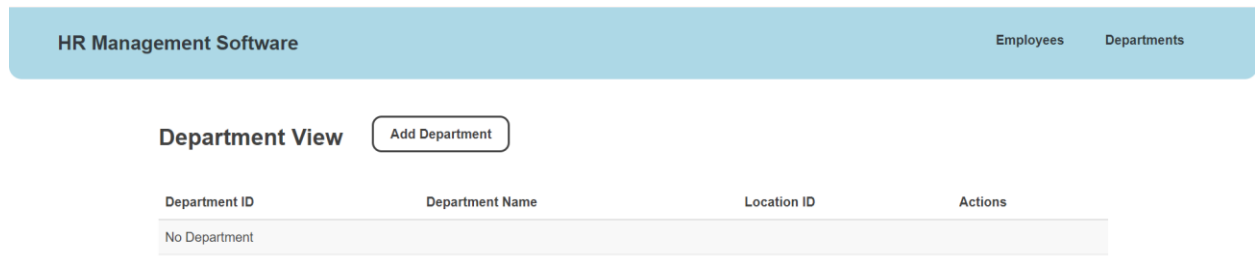 HR Management Software Employees Departments
Department View Add Department
Department ID Department Name Location ID Actions
No Department